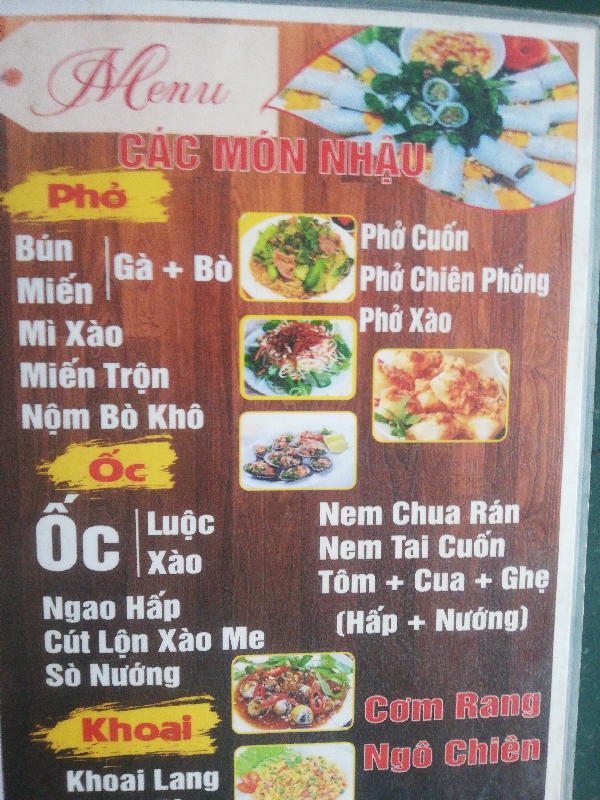 Menu
CÁC MÓN NHẬU
Phở
Bún
Miến
Gà + Bò
Mì Xào
Miến Trộn
Nộm Bò Khô
Phở Cuốn
Phở Chiên Phồng
Phở Xào
Ốc
Ốc
Luộc
Xào
Ngao Hấp
Cút Lộn Xào Me
Sò Nướng
Nem Chua Rán
Nem Tai Cuốn
Tôm + Cua + Ghẹ
(Hấp + Nướng)
Khoai
Khoai Lang
Cơm Rang
Ngô Chiên